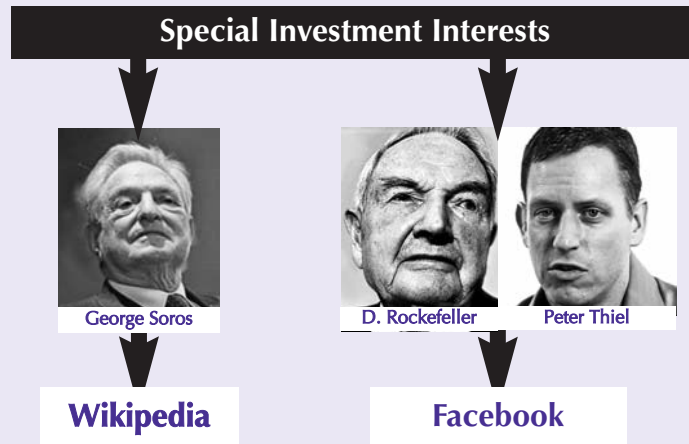 Special Investment Interests
George Soros
D. Rockefeller
Peter Thiel
Wikipedia
Facebook